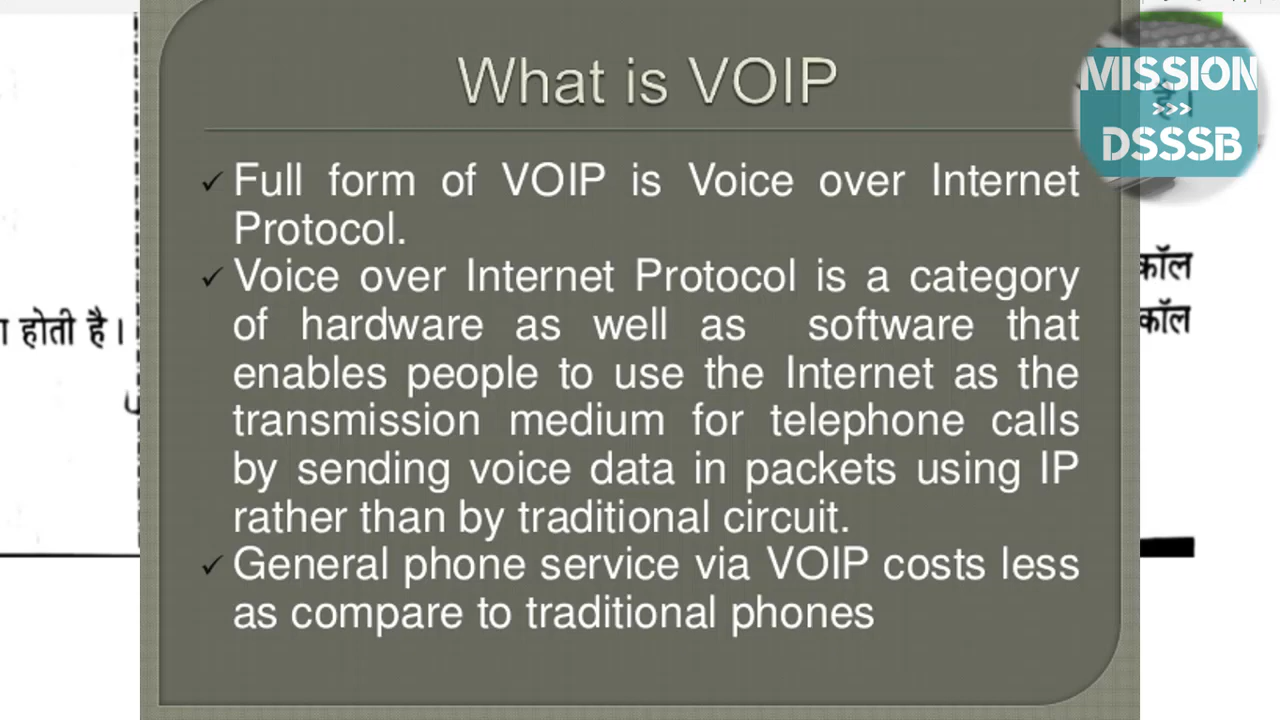 What is VOIP
MISSION
>>>
DSSSB
✓ Full form of VOIP is Voice over Internet
Protocol.
✓ Voice over Internet Protocol is a category
of hardware as well as software that
enables people to use the Internet as the
transmission medium for telephone calls
by sending voice data in packets using IP
rather than by traditional circuit.
✓ General phone service via VOIP costs less
as compare to traditional phones
होती है।
कॉल
कॉल